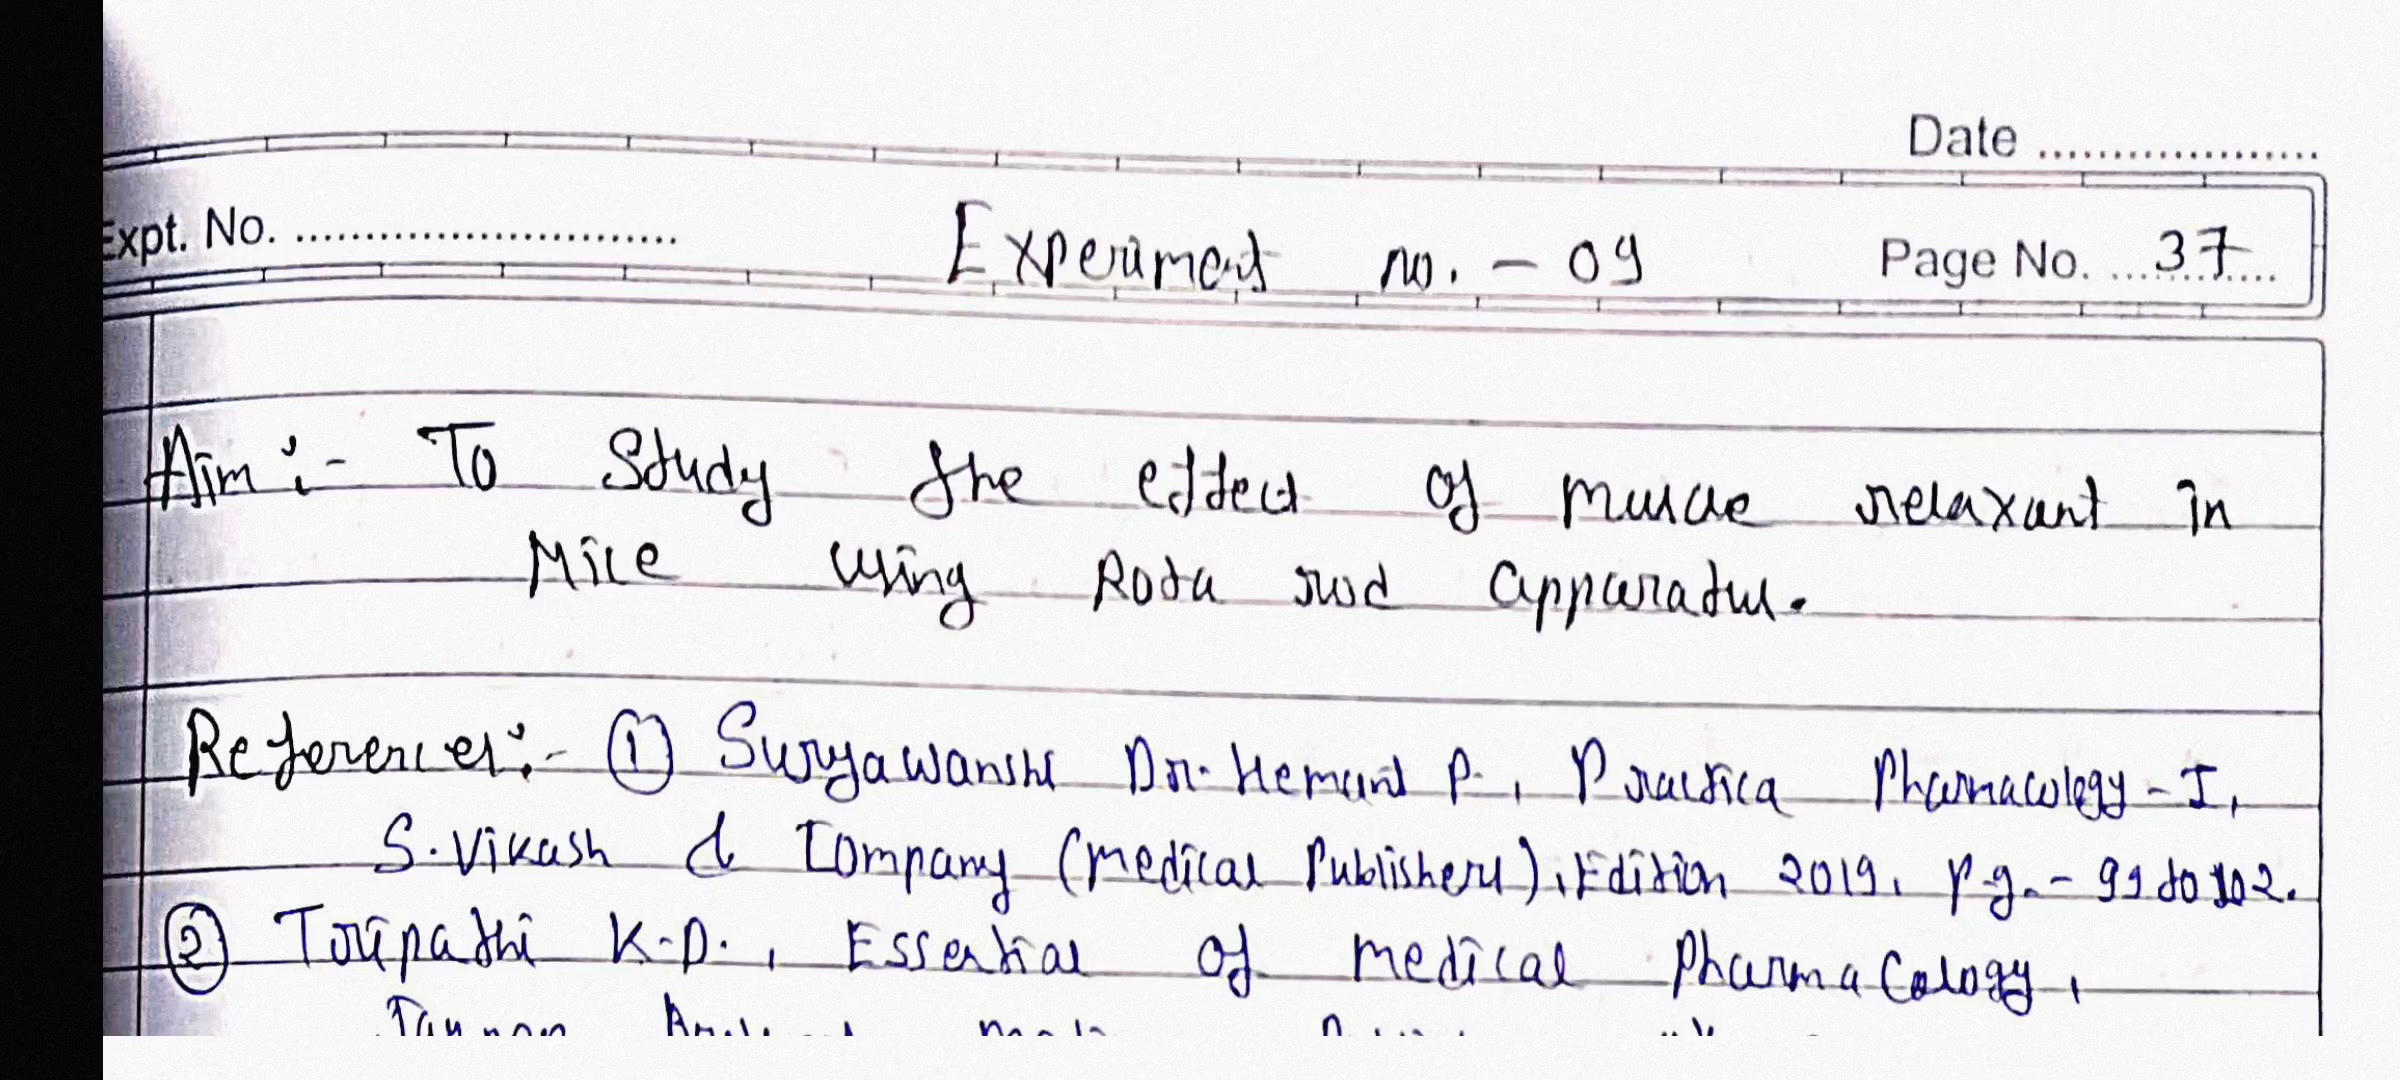 Date ....................
Expt. No. ............................ Experiment no. - 09 Page No. ...37....
Aim :- To Study the effect of muscle relaxant in
Mice using Rota rod apparatus.
References :- ① Suryawanshi Dr. Hemant P., Practica Pharmacology - I,
S. Vikash & Company (Medical Publishers), Edition 2019. Pg. - 99 to 102.
② Tripathi K.D., Essential of medical Pharmacology,